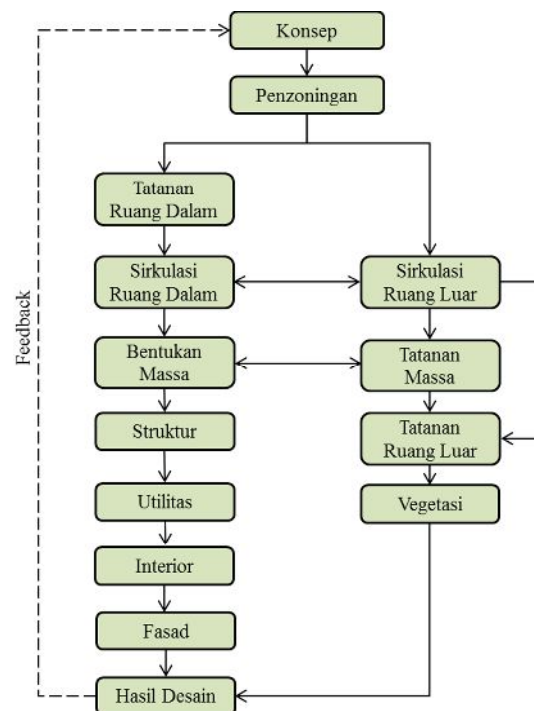 Konsep
Penzoningan
Tatanan
Ruang Dalam
Sirkulasi
Ruang Dalam
Sirkulasi
Ruang Luar
Bentukan
Massa
Tatanan
Massa
Struktur
Tatanan
Ruang Luar
Utilitas
Vegetasi
Interior
Fasad
Hasil Desain
Feedback